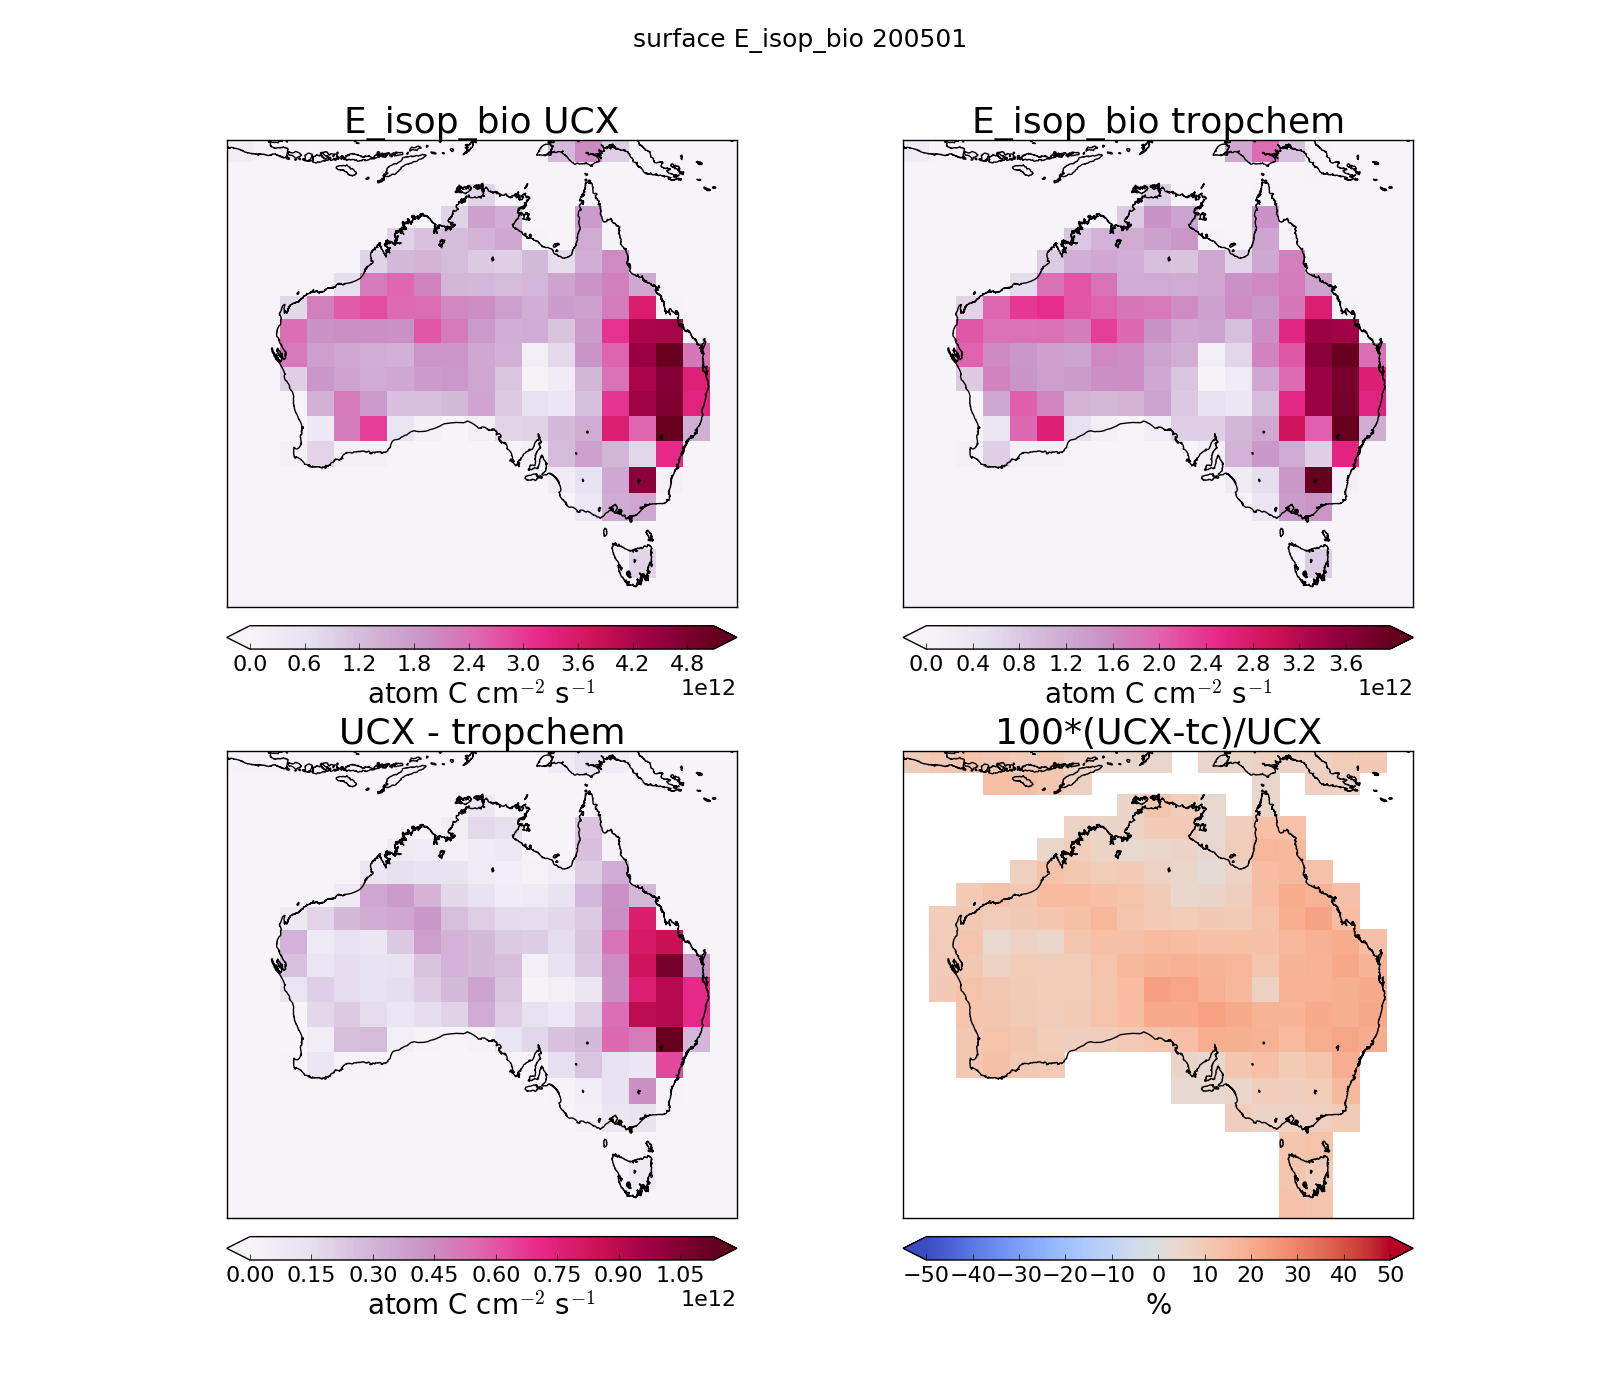 surface E_isop_bio 200501
E_isop_bio UCX
E_isop_bio tropchem
0.0 0.6 1.2 1.8 2.4 3.0 3.6 4.2 4.8
1e12
atom C cm⁻² s⁻¹
0.0 0.4 0.8 1.2 1.6 2.0 2.4 2.8 3.2 3.6
1e12
atom C cm⁻² s⁻¹
UCX - tropchem
100*(UCX-tc)/UCX
0.00 0.15 0.30 0.45 0.60 0.75 0.90 1.05
1e12
atom C cm⁻² s⁻¹
−50 −40 −30 −20 −10 0 10 20 30 40 50
%